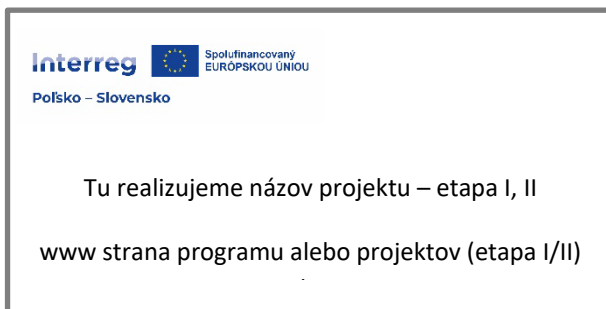 Interreg
Spolufinancovaný
EURÓPSKOU ÚNIOU
Poľsko – Slovensko
Tu realizujeme názov projektu – etapa I, II
www strana programu alebo projektov (etapa I/II)